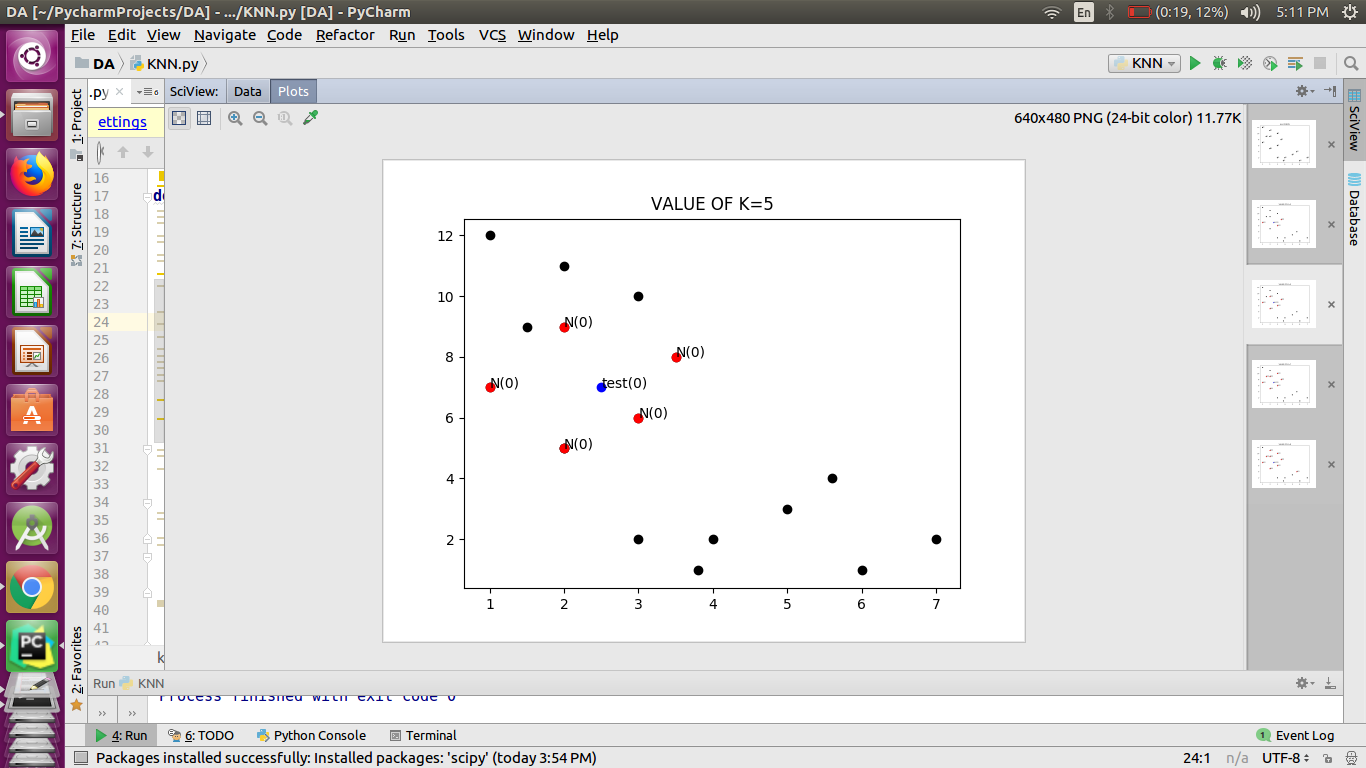 DA [~/PycharmProjects/DA] - .../KNN.py [DA] - PyCharm
En
(0:19, 12%)
5:11 PM
File Edit View Navigate Code Refactor Run Tools VCS Window Help
DA KNN.py
KNN
.py
6
SciView: Data Plots
1: Project
ettings
640x480 PNG (24-bit color) 11.77K
SciView
Database
7: Structure
16
17 de
18
19
20
21
22
23
24
25
26
27
28
29
30
31
32
33
34
35
36
37
38
39
40
41
k
VALUE OF K=5
12
10
8
6
4
2
N(0)
N(0)
N(0)
test(0)
N(0)
N(0)
1 2 3 4 5 6 7
2: Favorites
PC
Run KNN
Process finished with exit code 0
»
»
4: Run 6: TODO Python Console Terminal
1 Event Log
Packages installed successfully: Installed packages: 'scipy' (today 3:54 PM)
24:1 n/a UTF-8